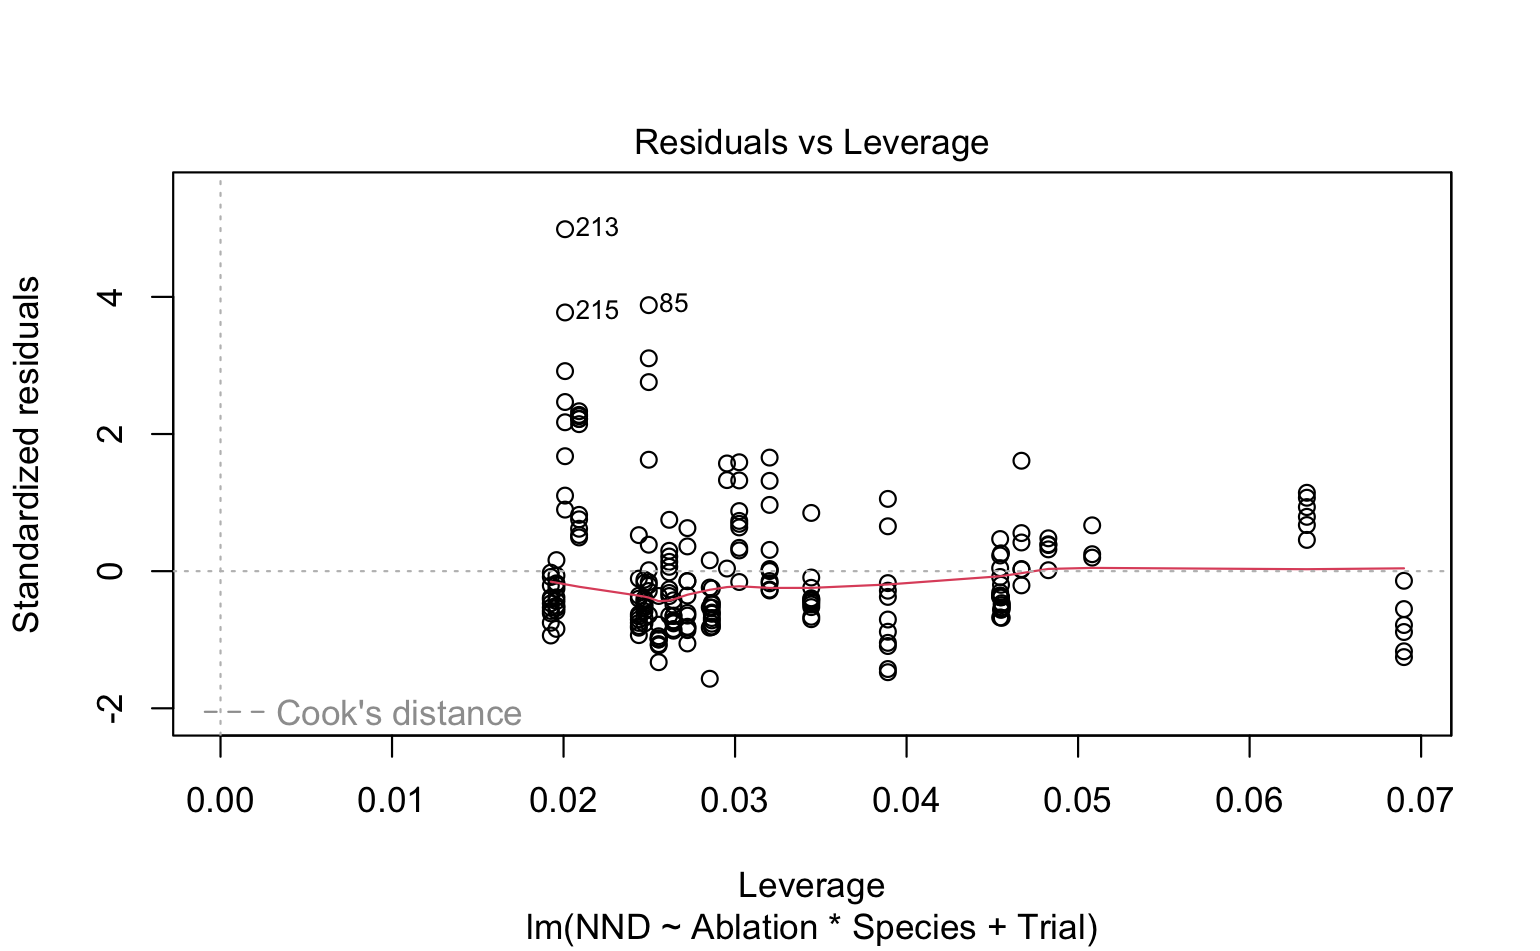 Residuals vs Leverage
213
215
85
Standardized residuals
4
2
0
-2
Cook's distance
0.00 0.01 0.02 0.03 0.04 0.05 0.06 0.07
Leverage
lm(NND ~ Ablation * Species + Trial)